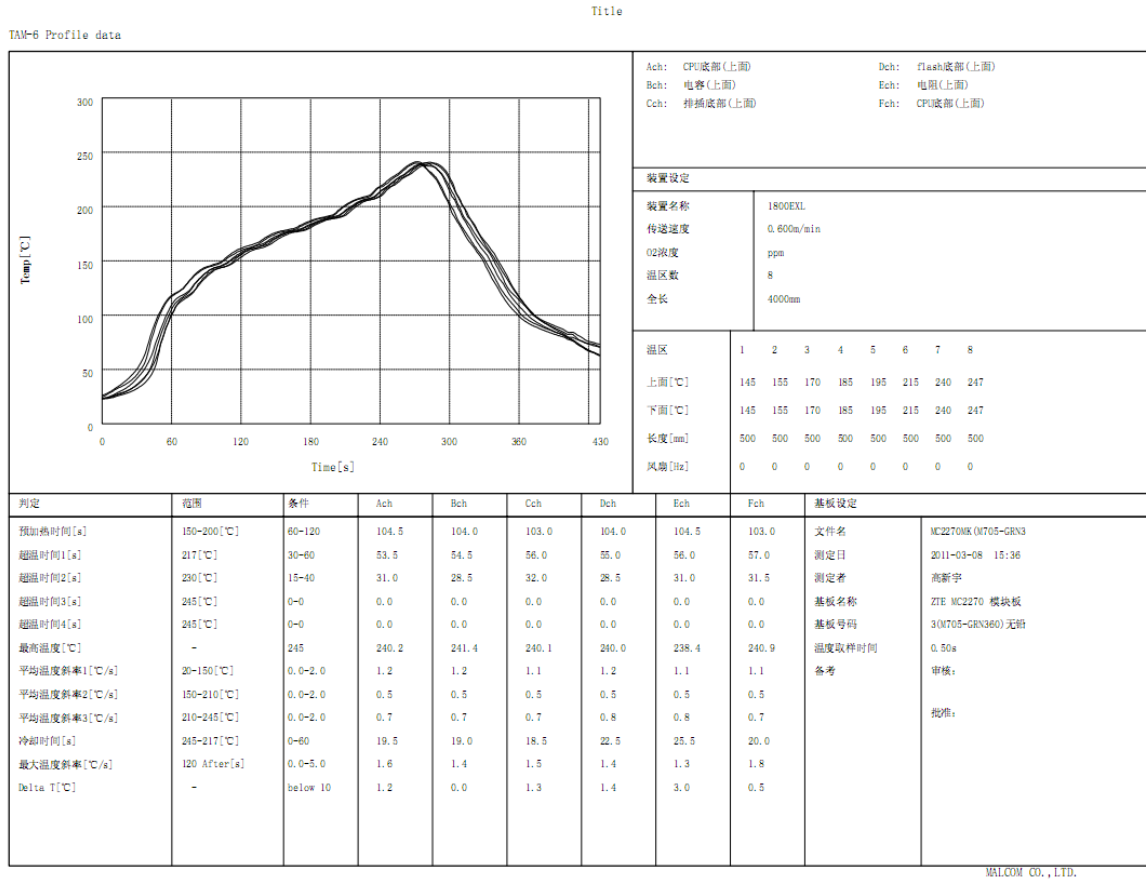 Title
TAM-6 Profile data
Ach: CPU底部(上面) Dch: flash底部(上面)
Bch: 电容(上面) Ech: 电阻(上面)
Cch: 排插底部(上面) Fch: CPU底部(上面)
300
250
200
150
100
50
0
Temp[℃]
0 60 120 180 240 300 360 430
Time[s]
装置设定
装置名称 1800EXL
传送速度 0.600m/min
O2浓度 ppm
温区数 8
全长 4000mm
温区 1 2 3 4 5 6 7 8
上面[℃] 145 155 170 185 195 215 240 247
下面[℃] 145 155 170 185 195 215 240 247
长度[mm] 500 500 500 500 500 500 500 500
风扇[Hz] 0 0 0 0 0 0 0 0
判定 范围 条件 Ach Bch Cch Dch Ech Fch 基板设定
预加热时间[s] 150-200[℃] 60-120 104.5 104.0 103.0 104.0 104.5 103.0 文件名 MC2270MK(M705-GRN3
超温时间1[s] 217[℃] 30-60 53.5 54.5 56.0 55.0 56.0 57.0 测定日 2011-03-08 15:36
超温时间2[s] 230[℃] 15-40 31.0 28.5 32.0 28.5 31.0 31.5 测定者 高新宇
超温时间3[s] 245[℃] 0-0 0.0 0.0 0.0 0.0 0.0 0.0 基板名称 ZTE MC2270 模块板
超温时间4[s] 245[℃] 0-0 0.0 0.0 0.0 0.0 0.0 0.0 基板号码 3(M705-GRN360)无铅
最高温度[℃] - 245 240.2 241.4 240.1 240.0 238.4 240.9 温度取样时间 0.50s
平均温度斜率1[℃/s] 20-150[℃] 0.0-2.0 1.2 1.2 1.1 1.2 1.1 1.1 备考 审核:
平均温度斜率2[℃/s] 150-210[℃] 0.0-2.0 0.5 0.5 0.5 0.5 0.5 0.5
平均温度斜率3[℃/s] 210-245[℃] 0.0-2.0 0.7 0.7 0.7 0.8 0.8 0.7 批准:
冷却时间[s] 245-217[℃] 0-60 19.5 19.0 18.5 22.5 25.5 20.0
最大温度斜率[℃/s] 120 After[s] 0.0-5.0 1.6 1.4 1.5 1.4 1.3 1.8
Delta T[℃] - below 10 1.2 0.0 1.3 1.4 3.0 0.5
MALCOM CO.,LTD.